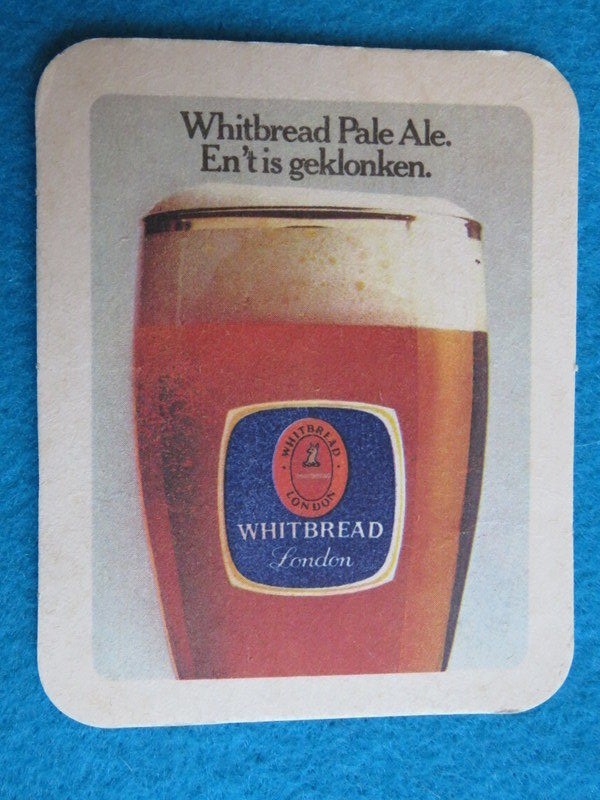 Whitbread Pale Ale.
En't is geklonken.
WHITBREAD
LONDON
WHITBREAD
London